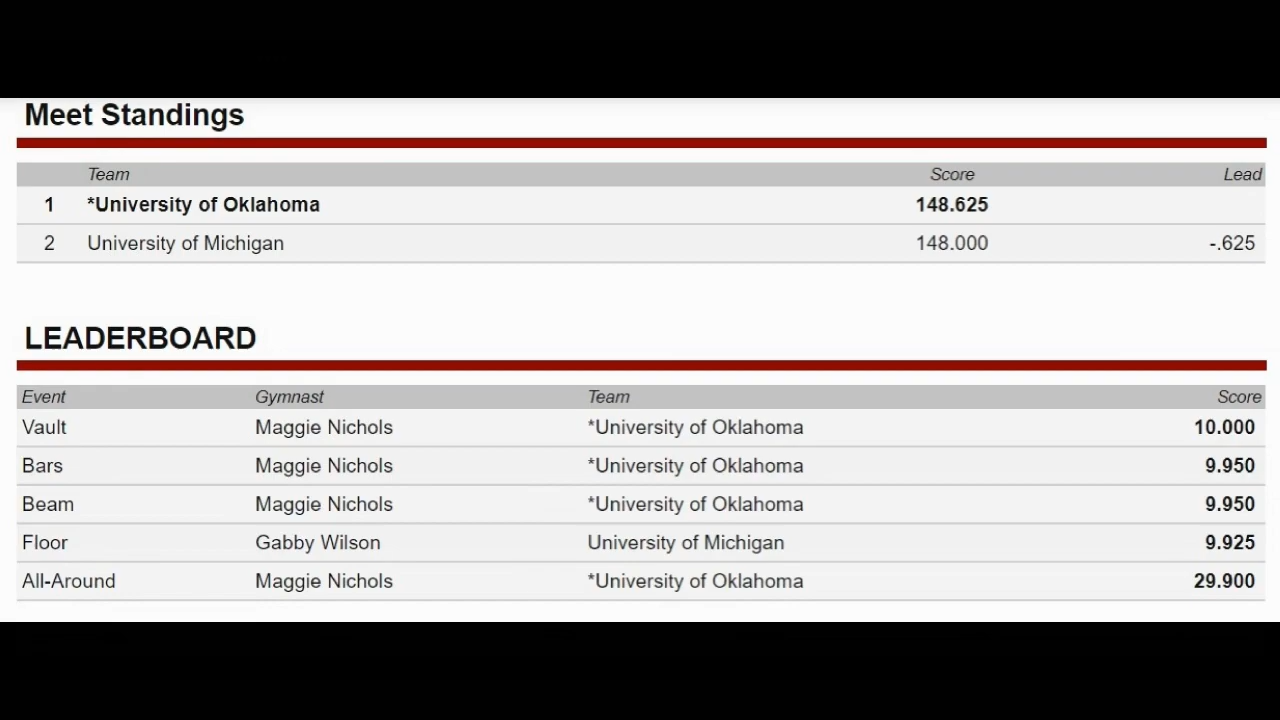 Meet Standings
Team Score Lead
1 *University of Oklahoma 148.625
2 University of Michigan 148.000 -.625
LEADERBOARD
Event Gymnast Team Score
Vault Maggie Nichols *University of Oklahoma 10.000
Bars Maggie Nichols *University of Oklahoma 9.950
Beam Maggie Nichols *University of Oklahoma 9.950
Floor Gabby Wilson University of Michigan 9.925
All-Around Maggie Nichols *University of Oklahoma 29.900